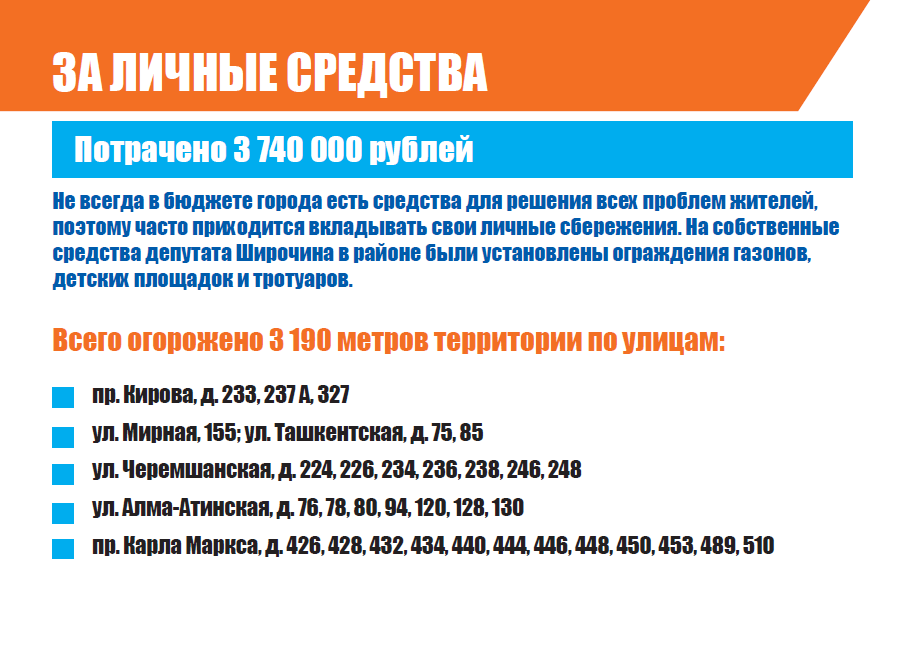 ЗА ЛИЧНЫЕ СРЕДСТВА
Потрачено 3 740 000 рублей
Не всегда в бюджете города есть средства для решения всех проблем жителей,
поэтому часто приходится вкладывать свои личные сбережения. На собственные
средства депутата Широчина в районе были установлены ограждения газонов,
детских площадок и тротуаров.
Всего огорожено 3 190 метров территории по улицам:
пр. Кирова, д. 233, 237 А, 327
ул. Мирная, 155; ул. Ташкентская, д. 75, 85
ул. Черемшанская, д. 224, 226, 234, 236, 238, 246, 248
ул. Алма-Атинская, д. 76, 78, 80, 94, 120, 128, 130
пр. Карла Маркса, д. 426, 428, 432, 434, 440, 444, 446, 448, 450, 453, 489, 510